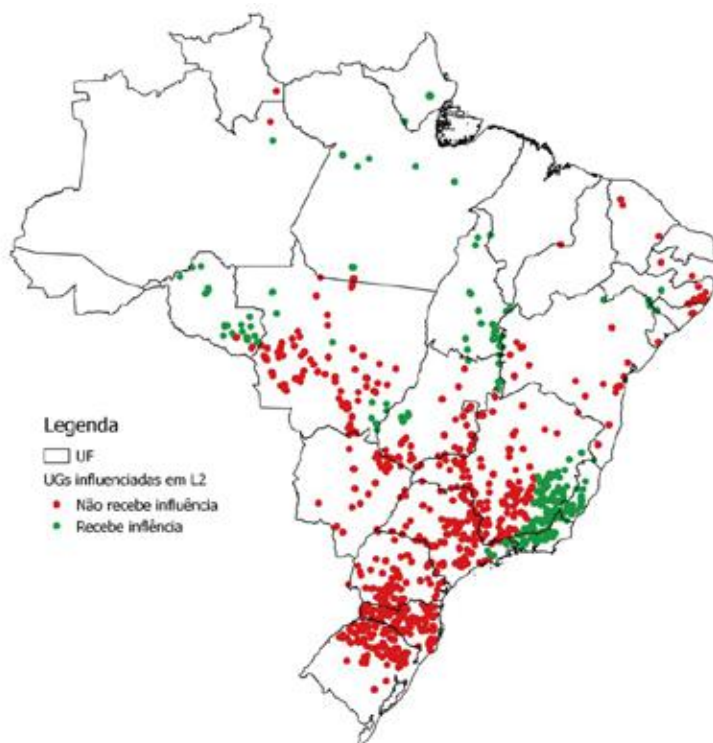 Legenda
UF
UGs influenciadas em L2
Não recebe influência
Recebe inflência